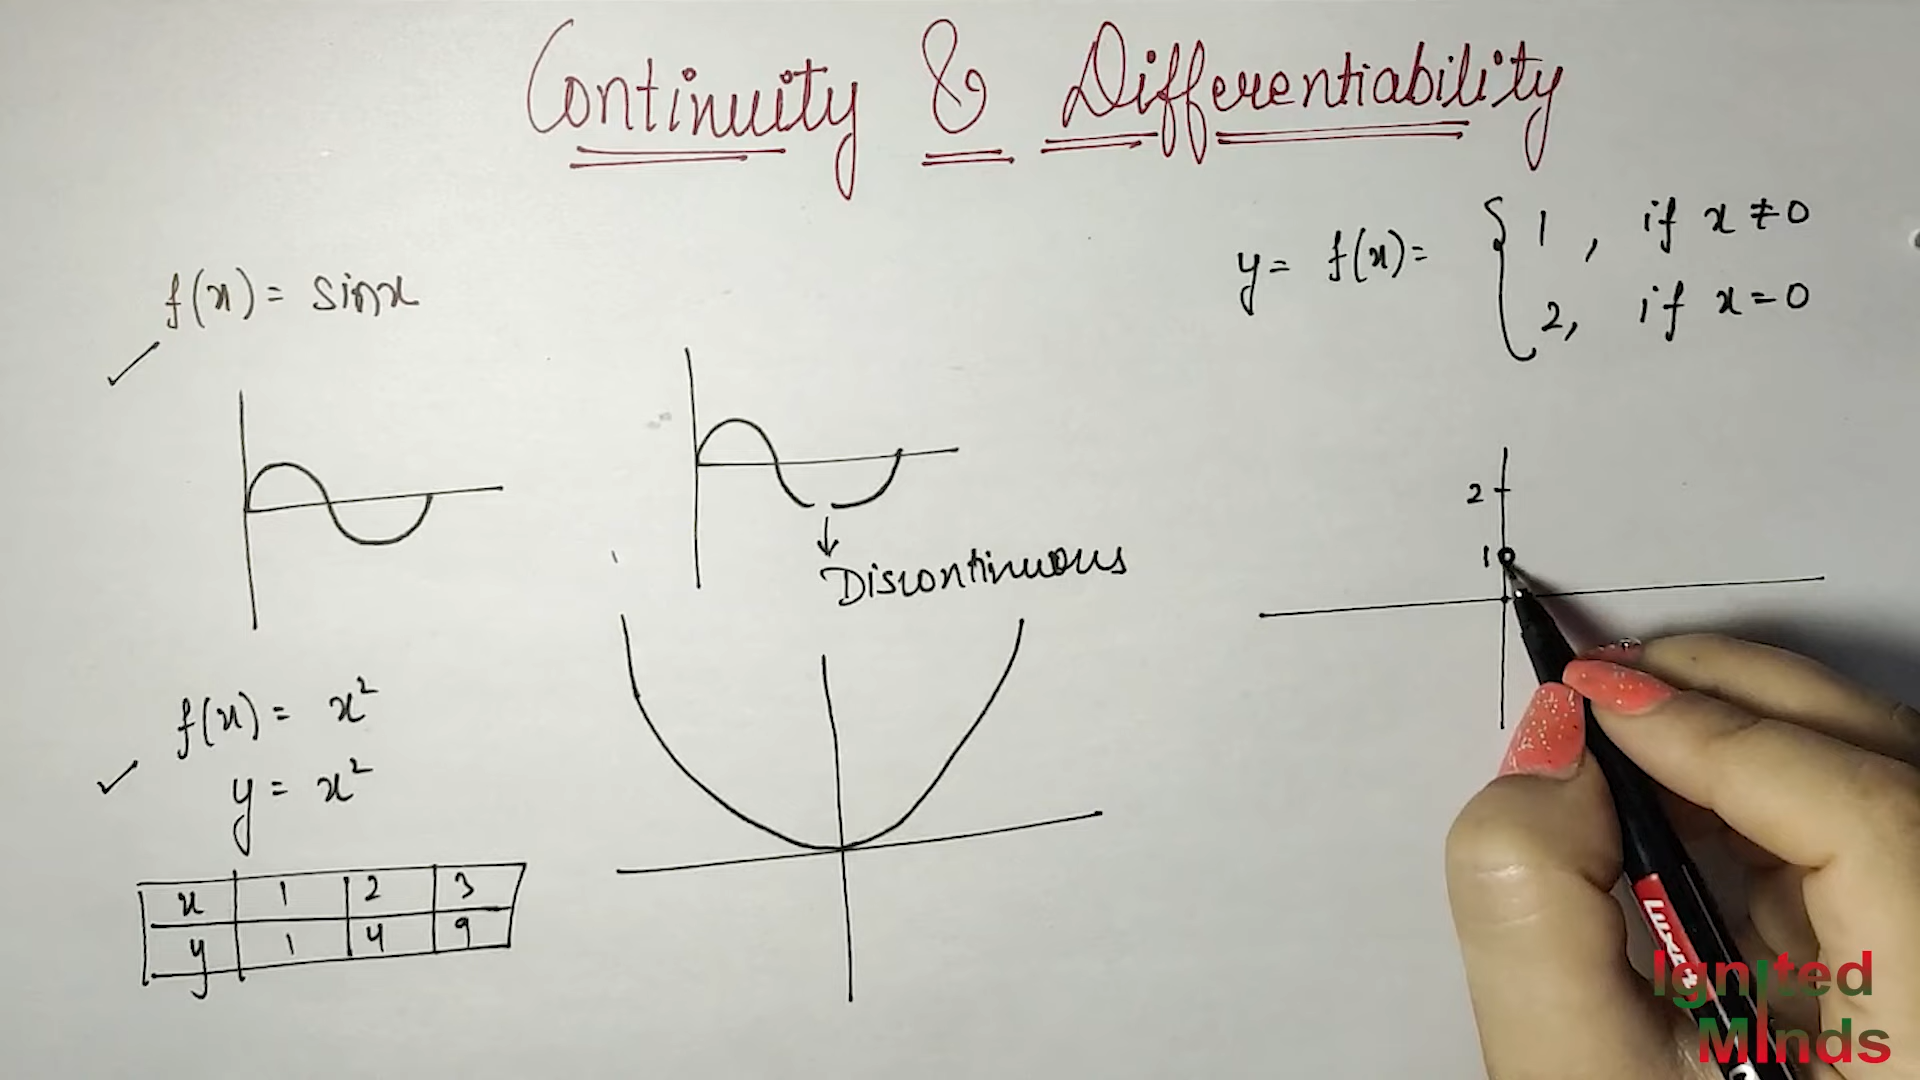 Continuity & Differentiability
f(x) = sinx
y = f(x) = { 1, if x ≠ 0
2, if x = 0
Discontinuous
2
1
f(x) = x²
y = x²
x 1 2 3
y 1 4 9
Luxor
Ignited
Minds